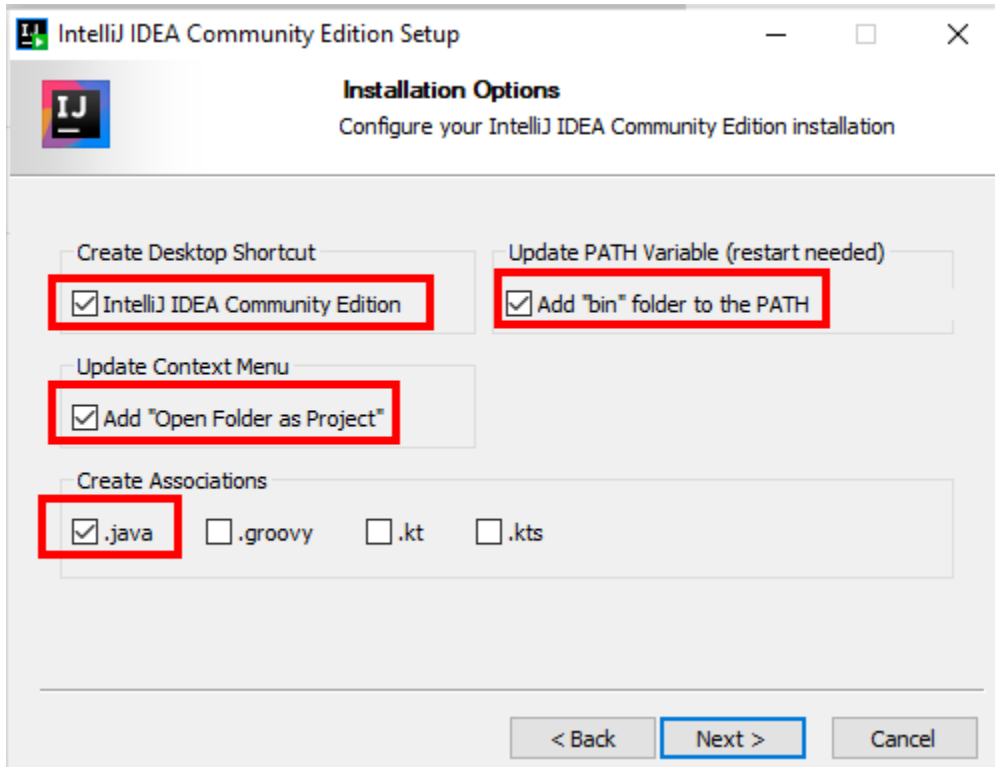 IntelliJ IDEA Community Edition Setup
IJ
Installation Options
Configure your IntelliJ IDEA Community Edition installation
Create Desktop Shortcut
IntelliJ IDEA Community Edition
Update PATH Variable (restart needed)
Add "bin" folder to the PATH
Update Context Menu
Add "Open Folder as Project"
Create Associations
.java .groovy .kt .kts
< Back Next > Cancel